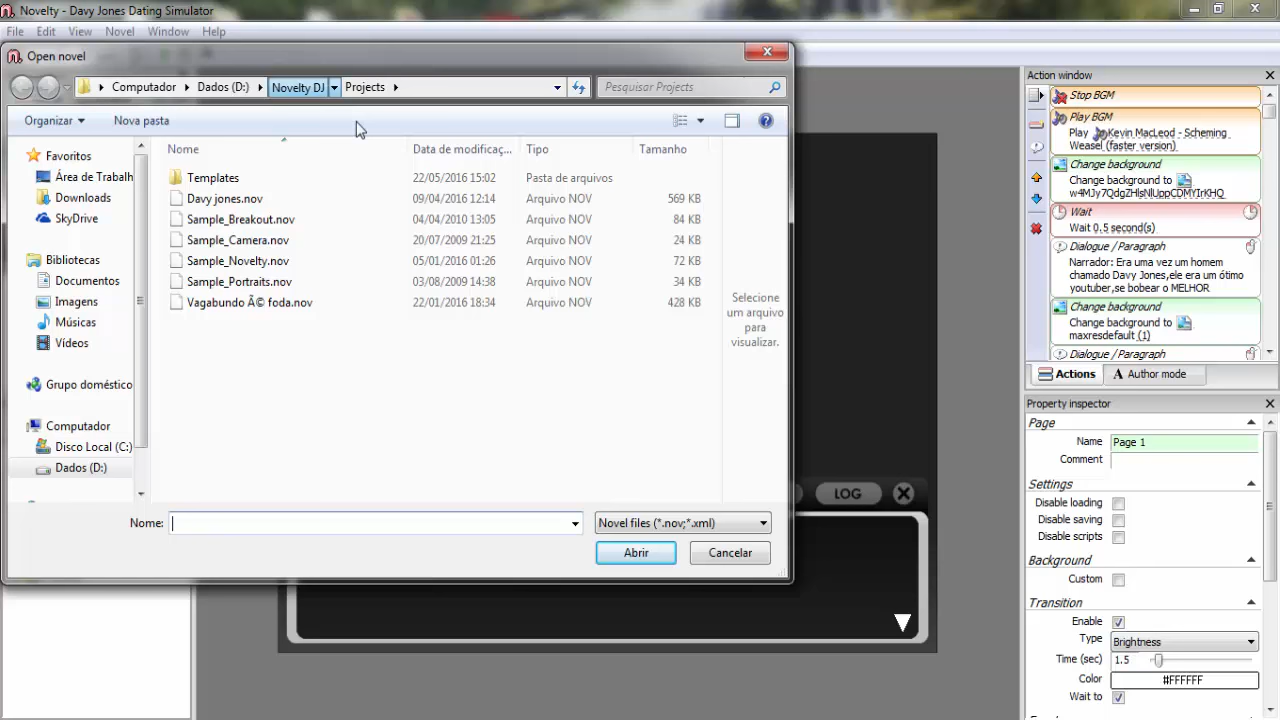 Novelty - Davy Jones Dating Simulator
File Edit View Novel Window Help
Open novel
Computador Dados (D:) Novelty DJ Projects
Pesquisar Projects
Organizar Nova pasta
Favoritos
Área de Trabalh
Downloads
SkyDrive
Bibliotecas
Documentos
Imagens
Músicas
Vídeos
Grupo doméstico
Computador
Disco Local (C:)
Dados (D:)
Nome Data de modificaç... Tipo Tamanho
Templates 22/05/2016 15:02 Pasta de arquivos
Davy jones.nov 09/04/2016 12:14 Arquivo NOV 569 KB
Sample_Breakout.nov 04/04/2010 13:05 Arquivo NOV 84 KB
Sample_Camera.nov 20/07/2009 21:25 Arquivo NOV 24 KB
Sample_Novelty.nov 05/01/2016 01:26 Arquivo NOV 72 KB
Sample_Portraits.nov 03/08/2009 14:38 Arquivo NOV 34 KB
Vagabundo Ã© foda.nov 22/01/2016 18:34 Arquivo NOV 428 KB
Selecione
um arquivo
para
visualizar.
Nome:
Novel files (*.nov;*.xml)
Abrir Cancelar
LOG
Action window
Stop BGM
Play BGM
Play Kevin MacLeod - Scheming
Weasel (faster version)
Change background
Change background to
Wait
Wait 0.5 second(s)
Dialogue / Paragraph
Narrador: Era uma vez um homem
chamado Davy Jones,ele era um ótimo
youtuber,se bobear o MELHOR
Change background
Change background to
maxresdefault (1)
Dialogue / Paragraph
Actions A Author mode
Property inspector
Page
Name Page 1
Comment
Settings
Disable loading
Disable saving
Disable scripts
Background
Custom
Transition
Enable
Type Brightness
Time (sec) 1.5
Color #FFFFFF
Wait to